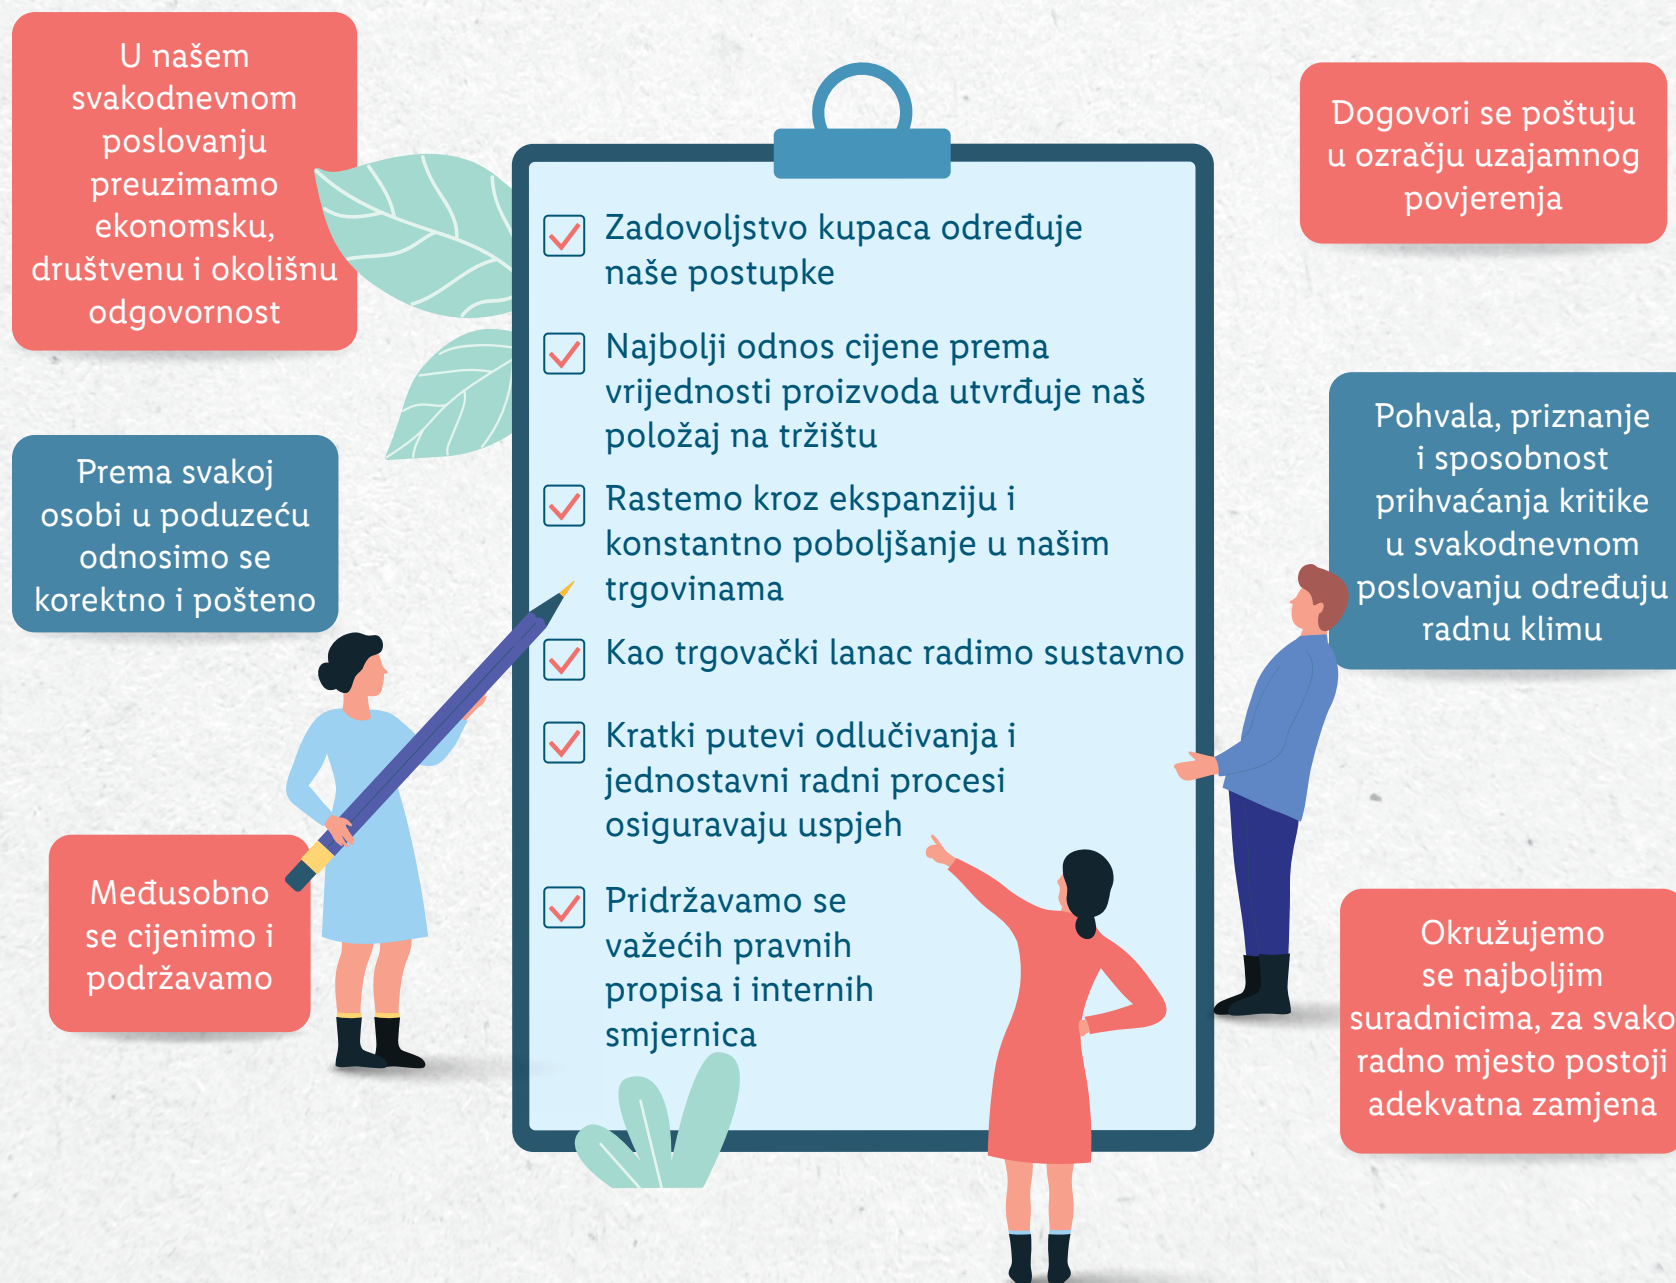 U našem
svakodnevnom
poslovanju
preuzimamo
ekonomsku,
društvenu i okolišnu
odgovornost
Prema svakoj
osobi u poduzeću
odnosimo se
korektno i pošteno
Međusobno
se cijenimo i
podržavamo
Zadovoljstvo kupaca određuje
naše postupke
Najbolji odnos cijene prema
vrijednosti proizvoda utvrđuje naš
položaj na tržištu
Rastemo kroz ekspanziju i
konstantno poboljšanje u našim
trgovinama
Kao trgovački lanac radimo sustavno
Kratki putevi odlučivanja i
jednostavni radni procesi
osiguravaju uspjeh
Pridržavamo se
važećih pravnih
propisa i internih
smjernica
Dogovori se poštuju
u ozračju uzajamnog
povjerenja
Pohvala, priznanje
i sposobnost
prihvaćanja kritike
u svakodnevnom
poslovanju određuju
radnu klimu
Okružujemo
se najboljim
suradnicima, za svako
radno mjesto postoji
adekvatna zamjena